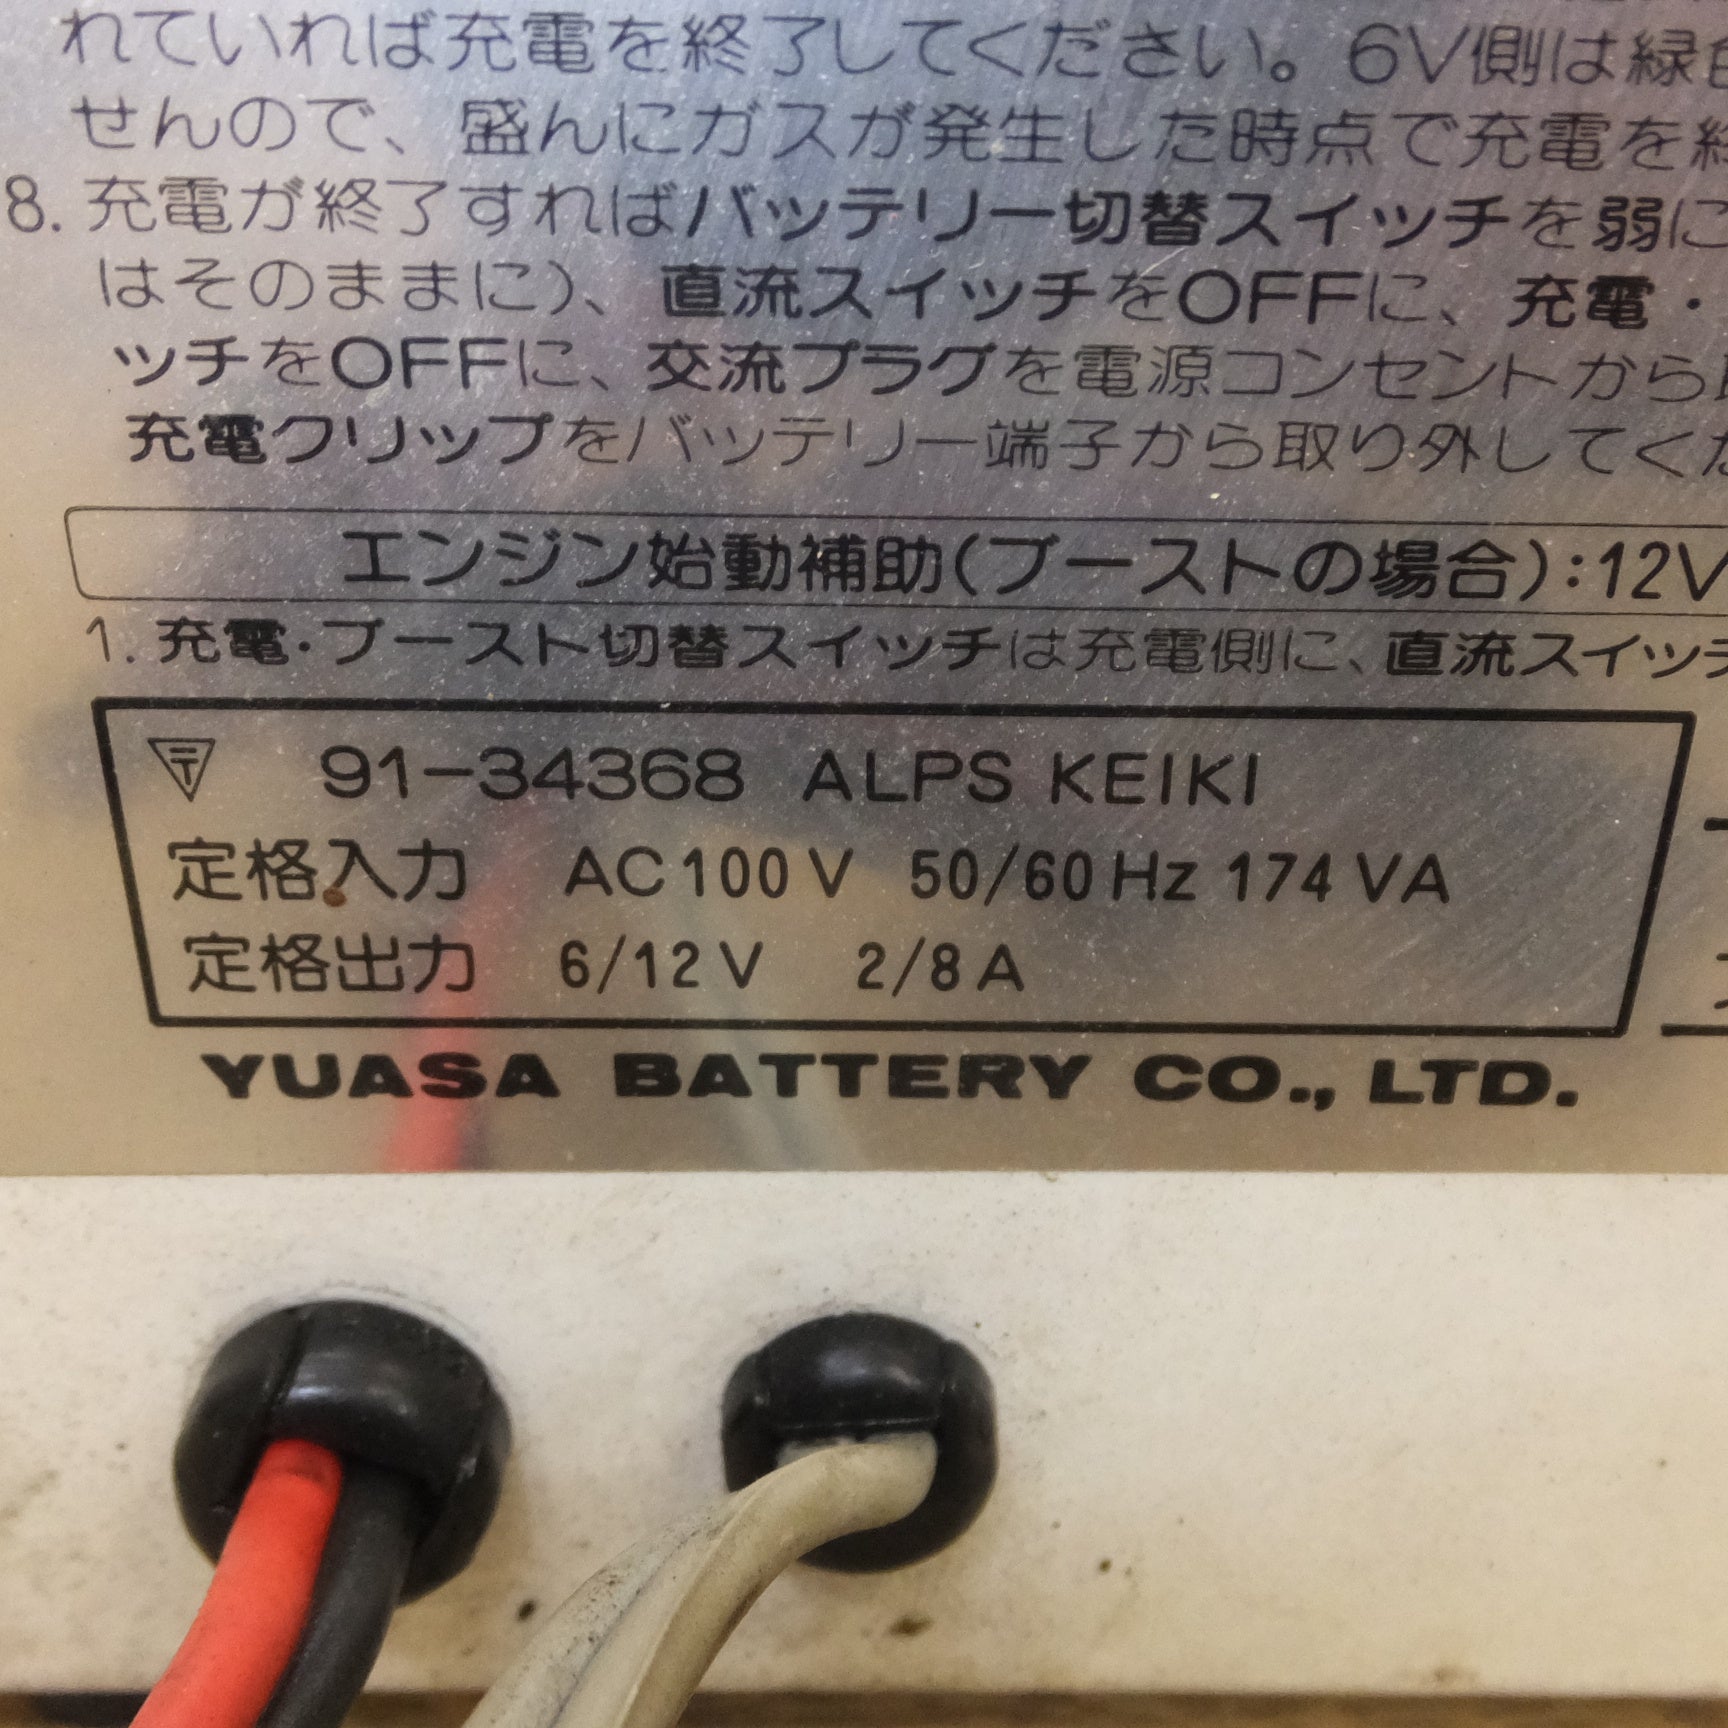 れていれば充電を終了してください。6V側は緑
せんので、盛んにガスが発生した時点で充電を
8. 充電が終了すればバッテリー切替スイッチを弱に
はそのままに)、直流スイッチをOFFに、充電・
ッチをOFFに、交流プラグを電源コンセントから
充電クリップをバッテリー端子から取り外してくだ
エンジン始動補助(ブーストの場合):12V
1. 充電・ブースト切替スイッチは充電側に、直流スイッチ
〒 91-34368 ALPS KEIKI
定格入力 AC100V 50/60Hz 174VA
定格出力 6/12V 2/8A
YUASA BATTERY CO., LTD.